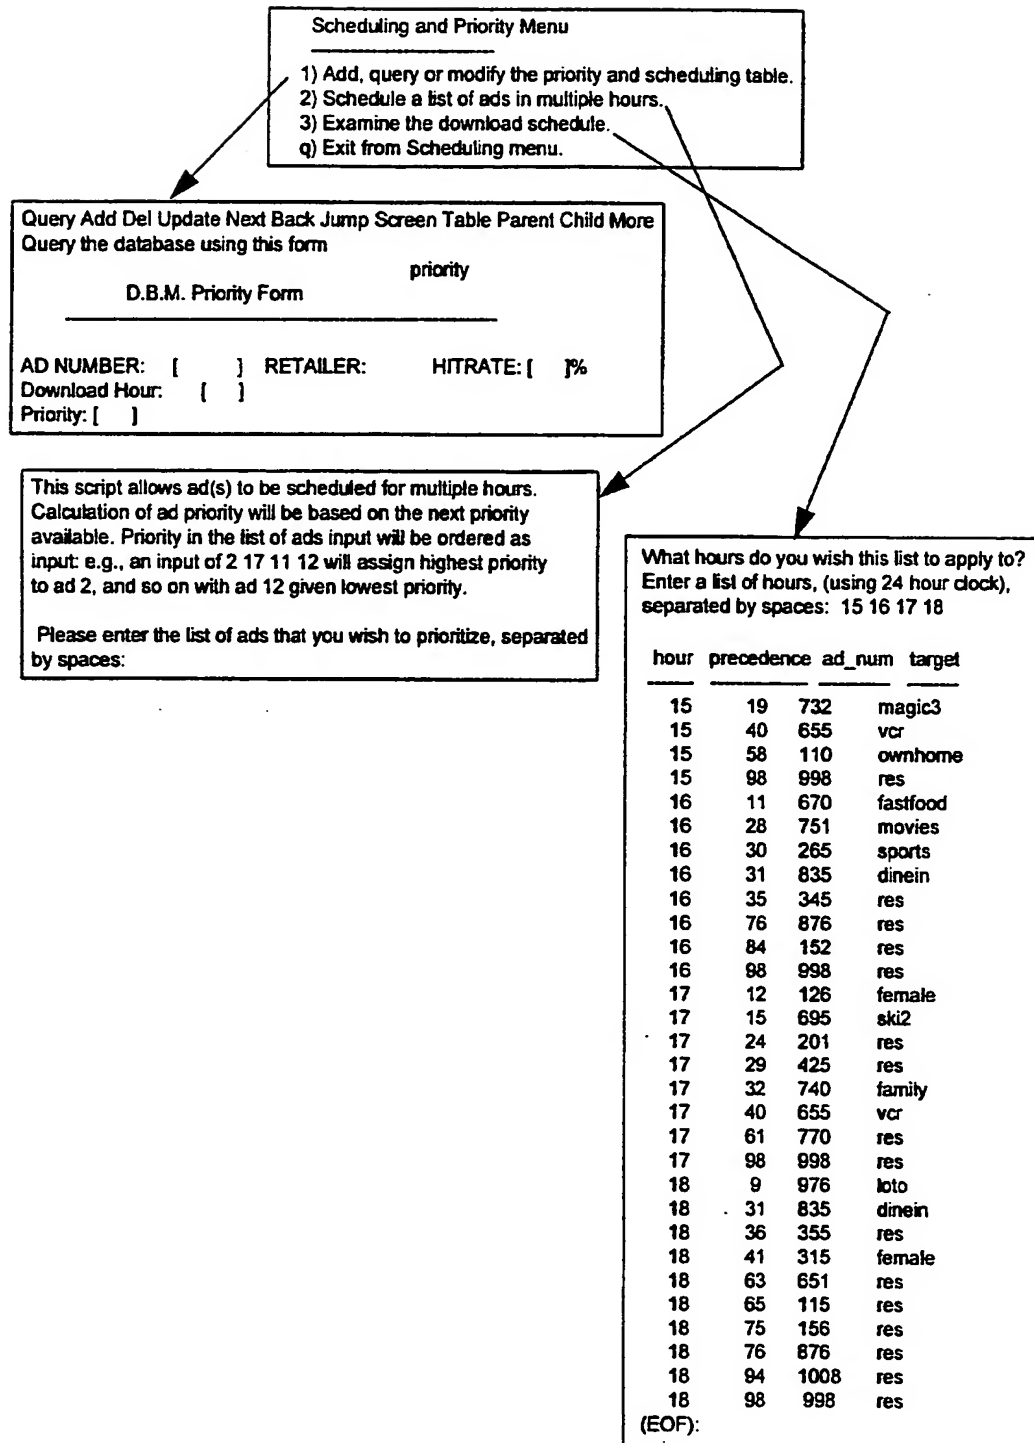 Scheduling and Priority Menu
1) Add, query or modify the priority and scheduling table.
2) Schedule a list of ads in multiple hours.
3) Examine the download schedule.
q) Exit from Scheduling menu.
Query Add Del Update Next Back Jump Screen Table Parent Child More
Query the database using this form
priority
D.B.M. Priority Form
AD NUMBER: [ ] RETAILER: HITRATE: [ ]%
Download Hour: [ ]
Priority: [ ]
This script allows ad(s) to be scheduled for multiple hours.
Calculation of ad priority will be based on the next priority
available. Priority in the list of ads input will be ordered as
input: e.g., an input of 2 17 11 12 will assign highest priority
to ad 2, and so on with ad 12 given lowest priority.
Please enter the list of ads that you wish to prioritize, separated
by spaces:
What hours do you wish this list to apply to?
Enter a list of hours, (using 24 hour clock),
separated by spaces: 15 16 17 18
hour precedence ad_num target
15 19 732 magic3
15 40 655 vcr
15 58 110 ownhome
15 98 998 res
16 11 670 fastfood
16 28 751 movies
16 30 265 sports
16 31 835 dinein
16 35 345 res
16 76 876 res
16 84 152 res
16 98 998 res
17 12 126 female
17 15 695 ski2
17 24 201 res
17 29 425 res
17 32 740 family
17 40 655 vcr
17 61 770 res
17 98 998 res
18 9 976 loto
18 31 835 dinein
18 36 355 res
18 41 315 female
18 63 651 res
18 65 115 res
18 75 156 res
18 76 876 res
18 94 1008 res
18 98 998 res
(EOF):